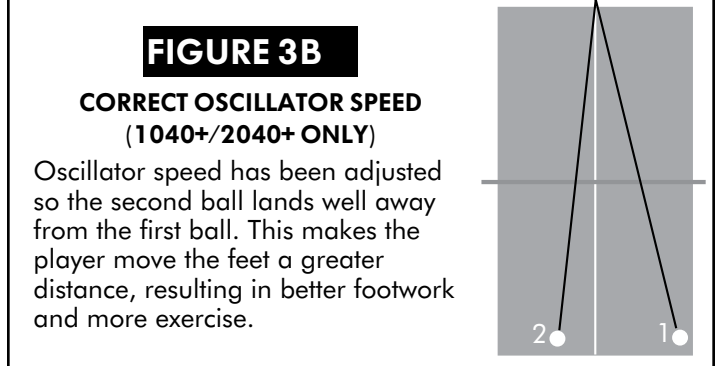 FIGURE 3B
CORRECT OSCILLATOR SPEED
(1040+/2040+ ONLY)
Oscillator speed has been adjusted
so the second ball lands well away
from the first ball. This makes the
player move the feet a greater
distance, resulting in better footwork
and more exercise.
2
1